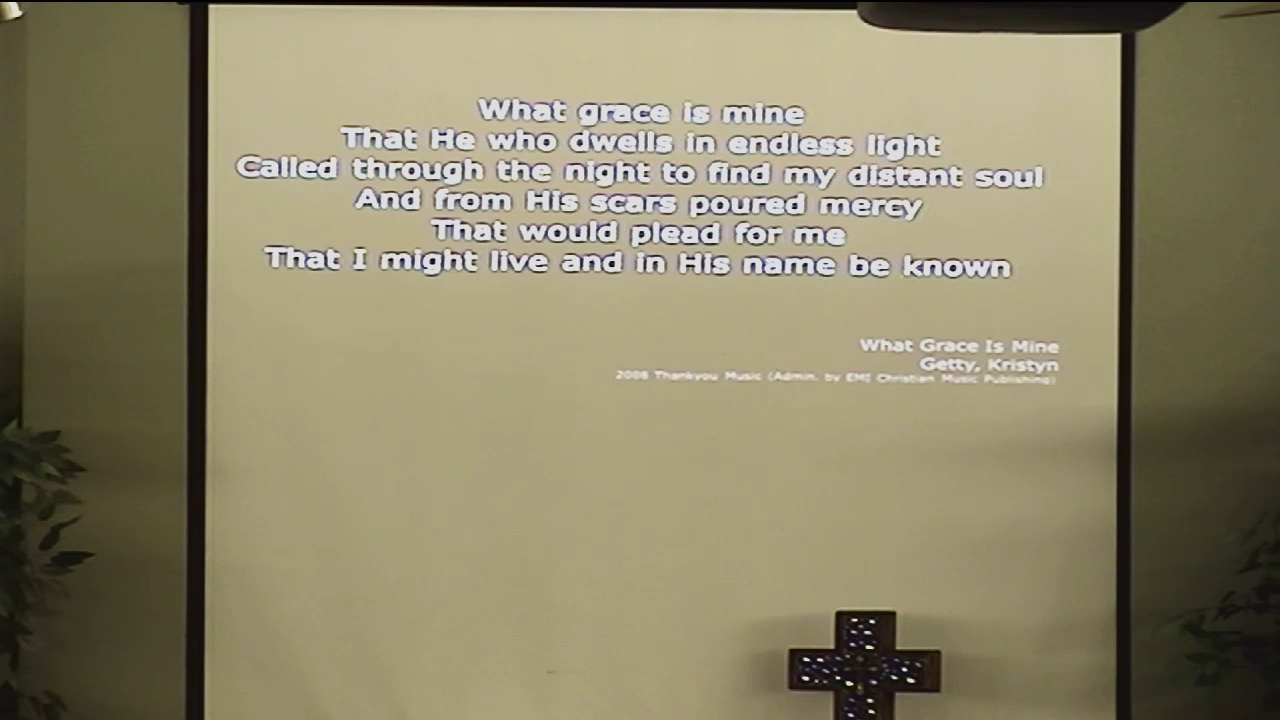 What grace is mine
That He who dwells in endless light
Called through the night to find my distant soul
And from His scars poured mercy
That would plead for me
That I might live and in His name be known
What Grace Is Mine
Getty, Kristyn
2008 Thankyou Music (Admin. by EMI Christian Music Publishing)